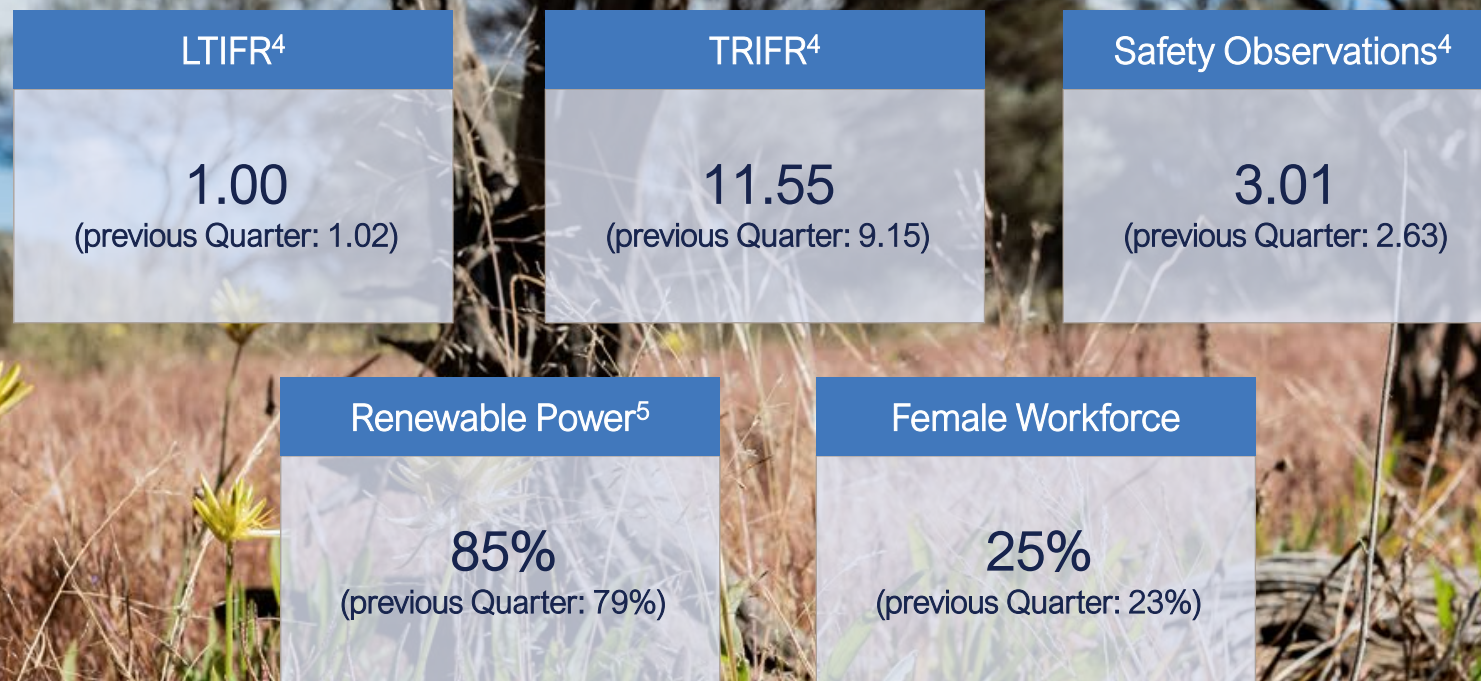 LTIFR⁴
TRIFR⁴
Safety Observations⁴
1.00
(previous Quarter: 1.02)
11.55
(previous Quarter: 9.15)
3.01
(previous Quarter: 2.63)
Renewable Power⁵
Female Workforce
85%
(previous Quarter: 79%)
25%
(previous Quarter: 23%)